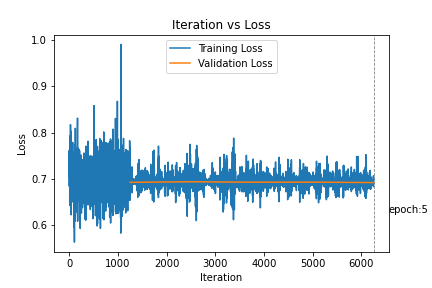 Iteration vs Loss
Training Loss
Validation Loss
1.0
0.9
0.8
0.7
0.6
Loss
epoch:5
0 1000 2000 3000 4000 5000 6000
Iteration